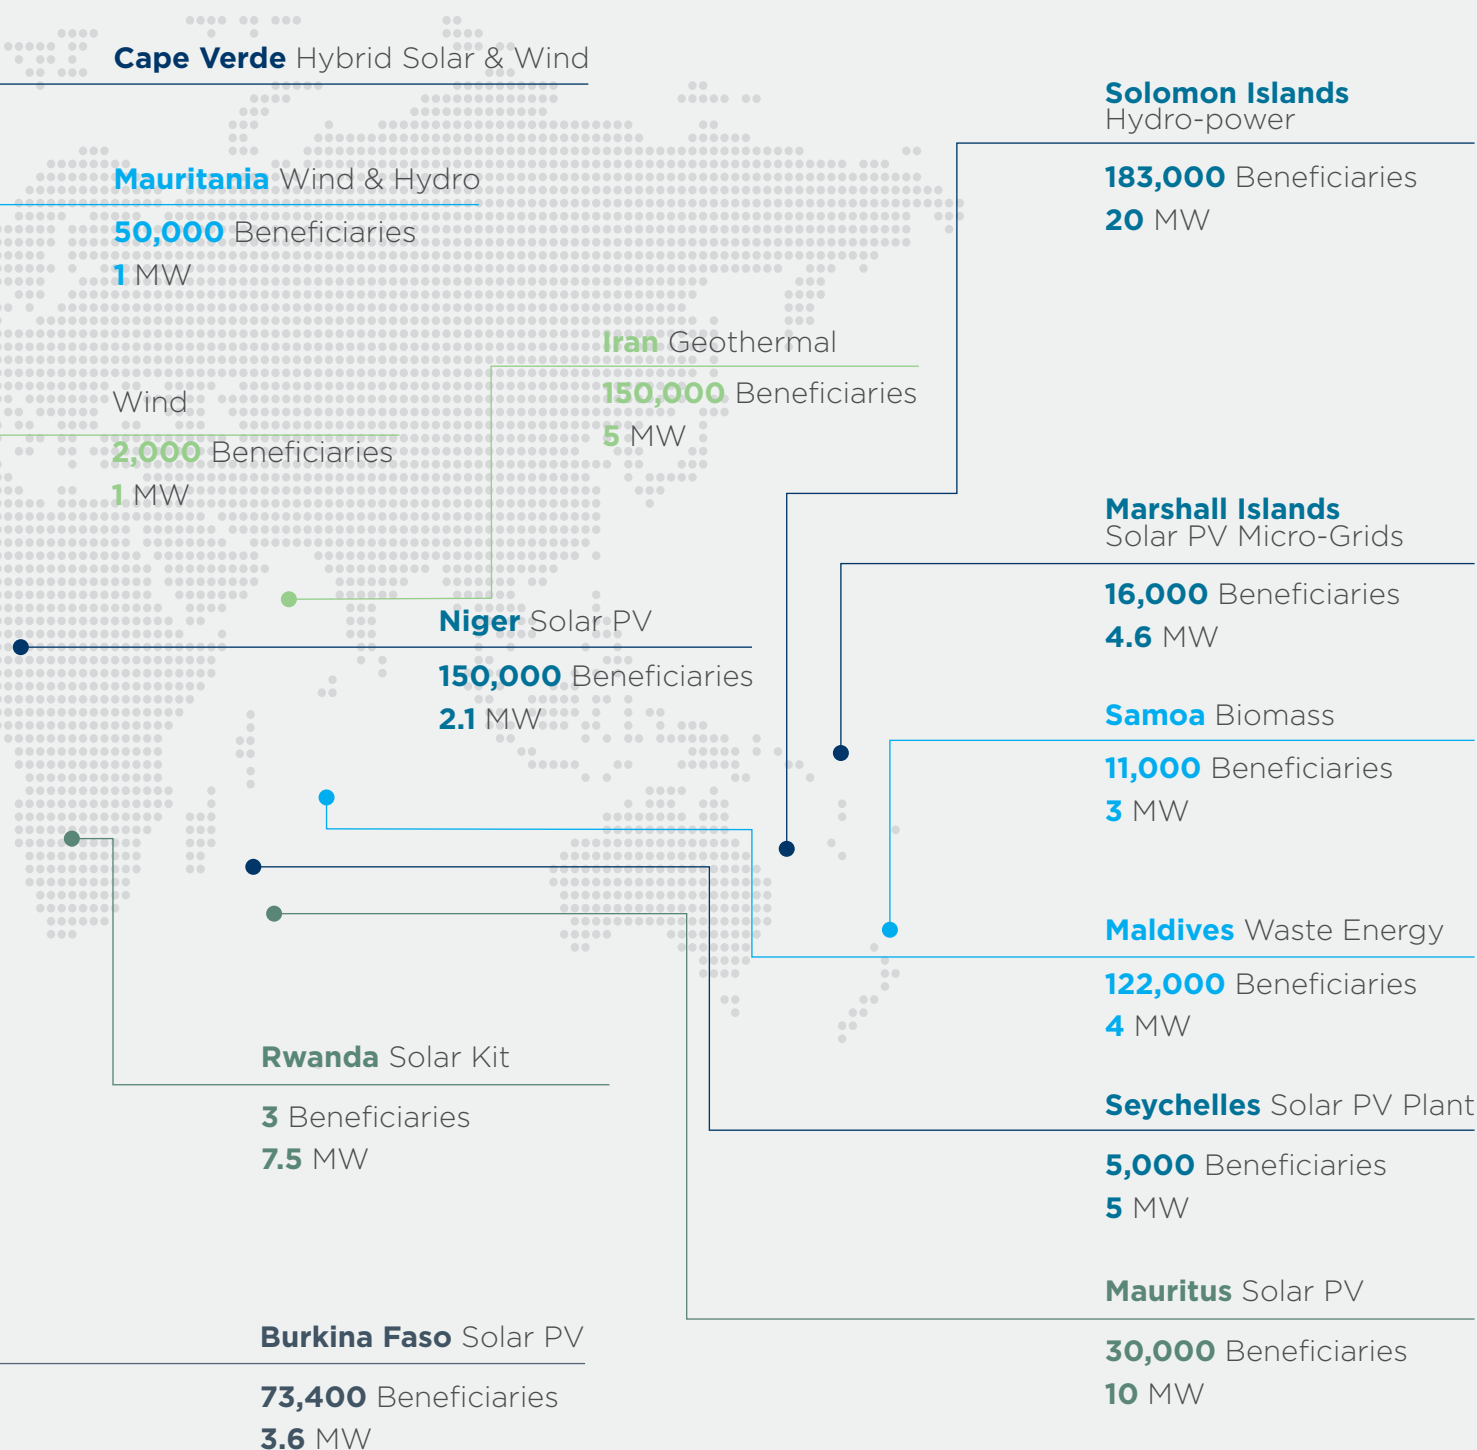 Cape Verde Hybrid Solar & Wind
Mauritania Wind & Hydro
50,000 Beneficiaries
1 MW
Wind
2,000 Beneficiaries
1 MW
Iran Geothermal
150,000 Beneficiaries
5 MW
Niger Solar PV
150,000 Beneficiaries
2.1 MW
Rwanda Solar Kit
3 Beneficiaries
7.5 MW
Burkina Faso Solar PV
73,400 Beneficiaries
3.6 MW
Solomon Islands
Hydro-power
183,000 Beneficiaries
20 MW
Marshall Islands
Solar PV Micro-Grids
16,000 Beneficiaries
4.6 MW
Samoa Biomass
11,000 Beneficiaries
3 MW
Maldives Waste Energy
122,000 Beneficiaries
4 MW
Seychelles Solar PV Plant
5,000 Beneficiaries
5 MW
Mauritus Solar PV
30,000 Beneficiaries
10 MW